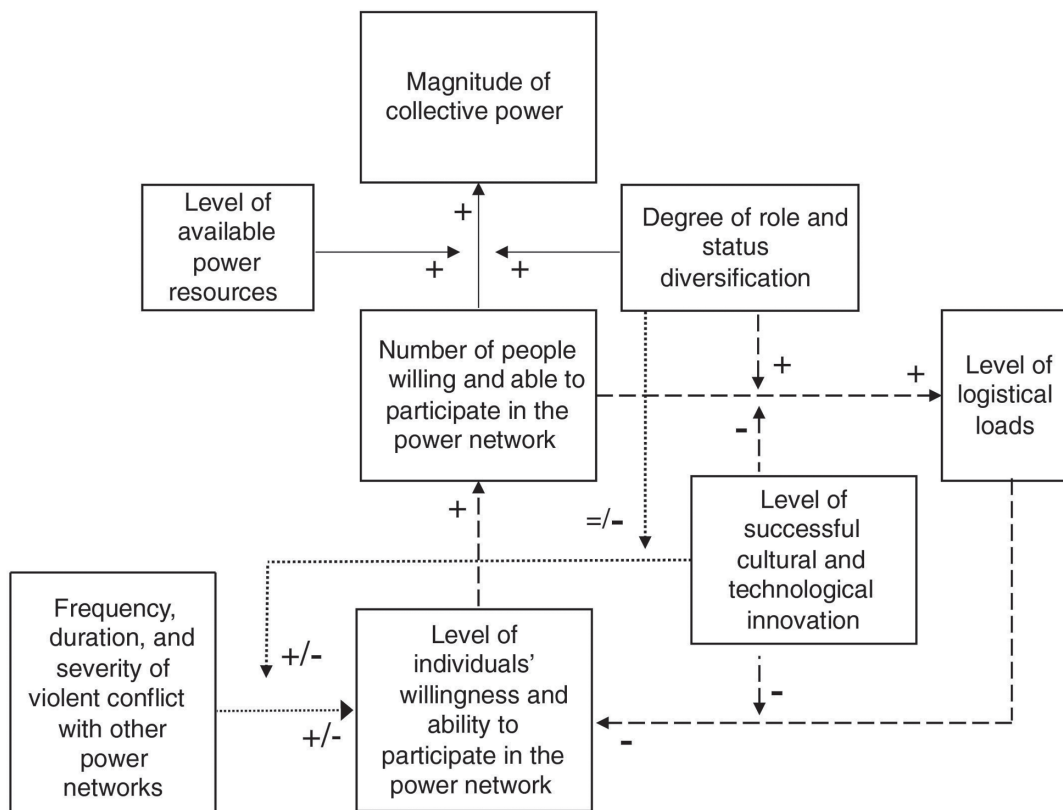 Magnitude of
collective power
+
Level of
available
power
resources
+
+
Degree of role and
status
diversification
Number of people
willing and able to
participate in the
power network
+
+
Level of
logistical
loads
-
+
=/-
Level of
successful
cultural and
technological
innovation
Frequency,
duration, and
severity of
violent conflict
with other
power
networks
+/-
+/-
Level of
individuals’
willingness and
ability to
participate in the
power network
-
-